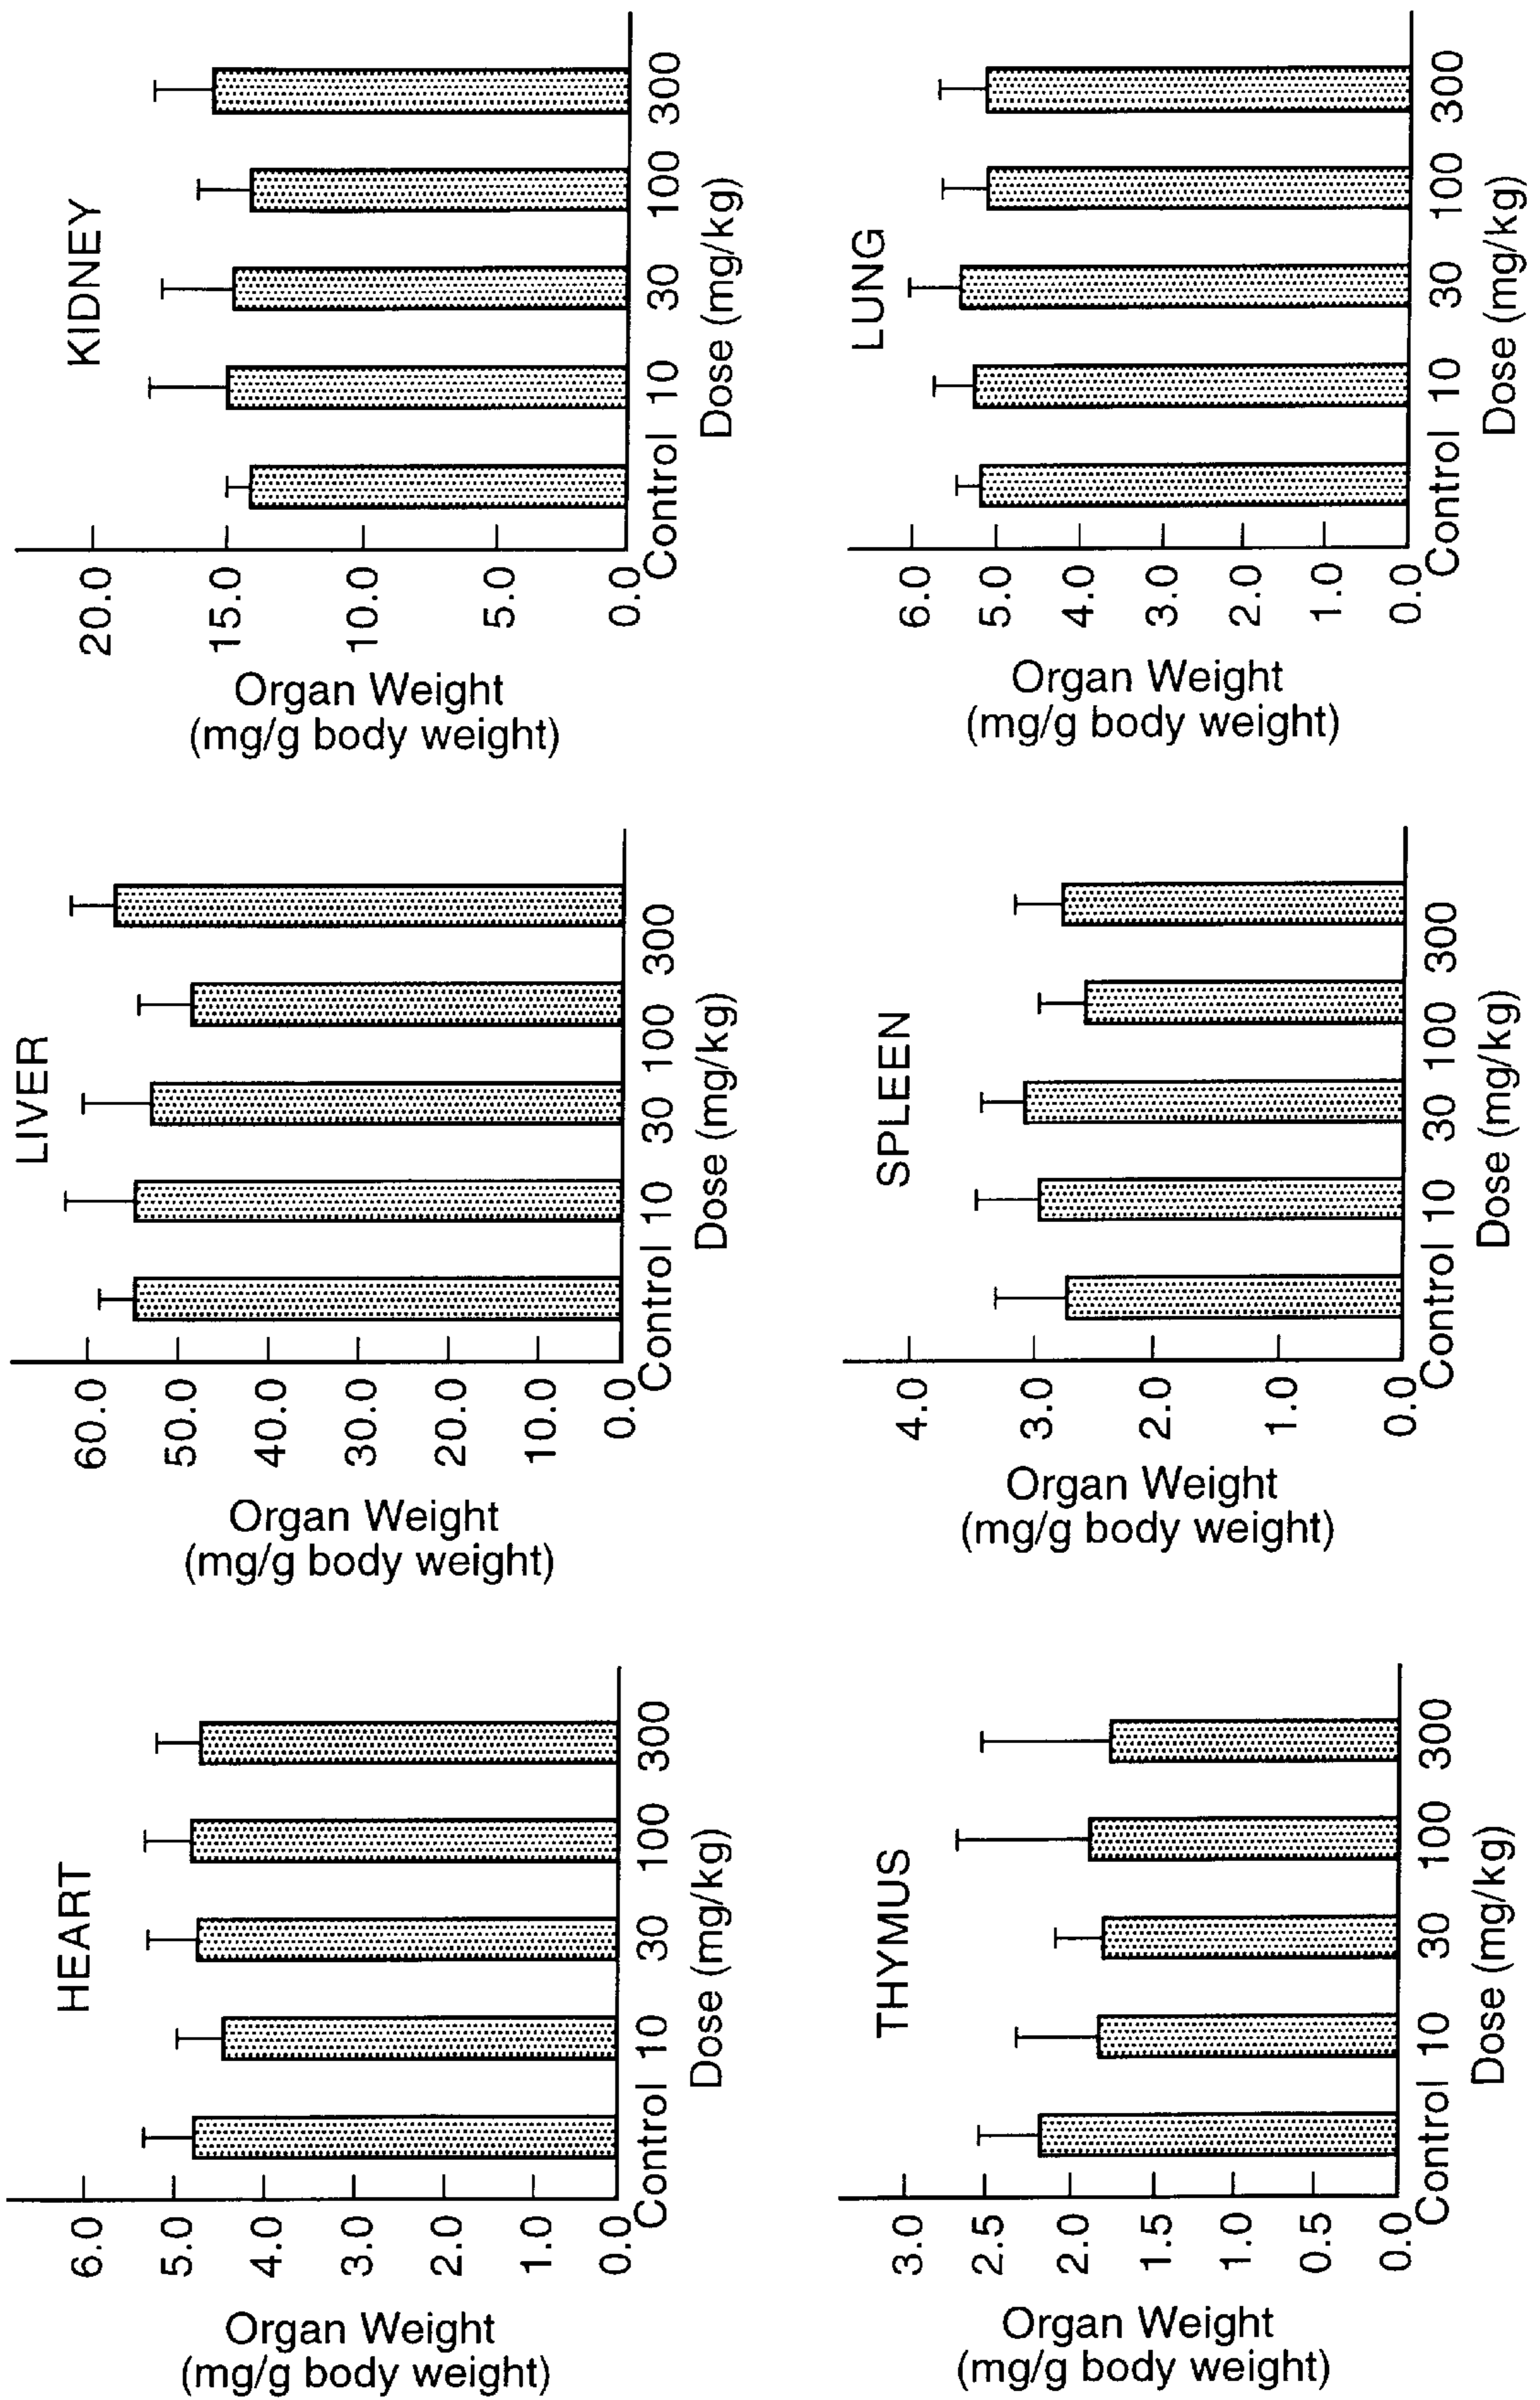 HEART
Organ Weight
(mg/g body weight)
6.0
5.0
4.0
3.0
2.0
1.0
0.0
Control 10 30 100 300
Dose (mg/kg)
LIVER
Organ Weight
(mg/g body weight)
60.0
50.0
40.0
30.0
20.0
10.0
0.0
Control 10 30 100 300
Dose (mg/kg)
KIDNEY
Organ Weight
(mg/g body weight)
20.0
15.0
10.0
5.0
0.0
Control 10 30 100 300
Dose (mg/kg)
THYMUS
Organ Weight
(mg/g body weight)
3.0
2.5
2.0
1.5
1.0
0.5
0.0
Control 10 30 100 300
Dose (mg/kg)
SPLEEN
Organ Weight
(mg/g body weight)
4.0
3.0
2.0
1.0
0.0
Control 10 30 100 300
Dose (mg/kg)
LUNG
Organ Weight
(mg/g body weight)
6.0
5.0
4.0
3.0
2.0
1.0
0.0
Control 10 30 100 300
Dose (mg/kg)